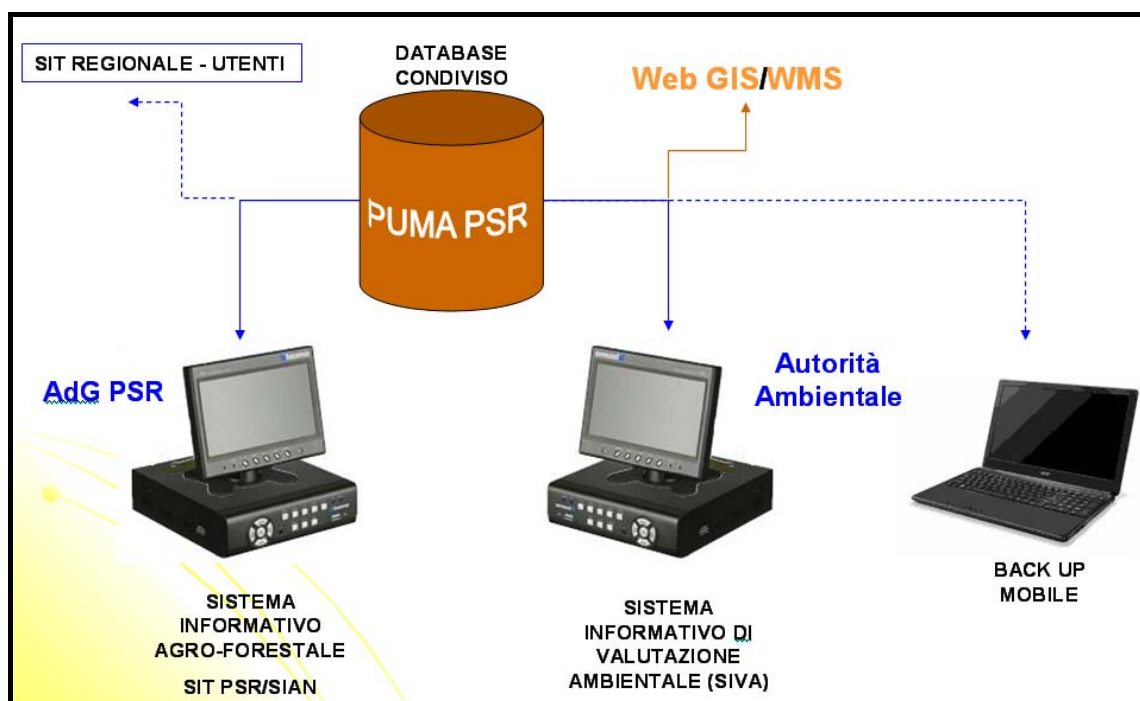 SIT REGIONALE - UTENTI
DATABASE
CONDIVISO
Web GIS/WMS
PUMA PSR
AdG PSR
Autorità
Ambientale
SISTEMA
INFORMATIVO
AGRO-FORESTALE
SIT PSR/SIAN
SISTEMA
INFORMATIVO DI
VALUTAZIONE
AMBIENTALE (SIVA)
BACK UP
MOBILE